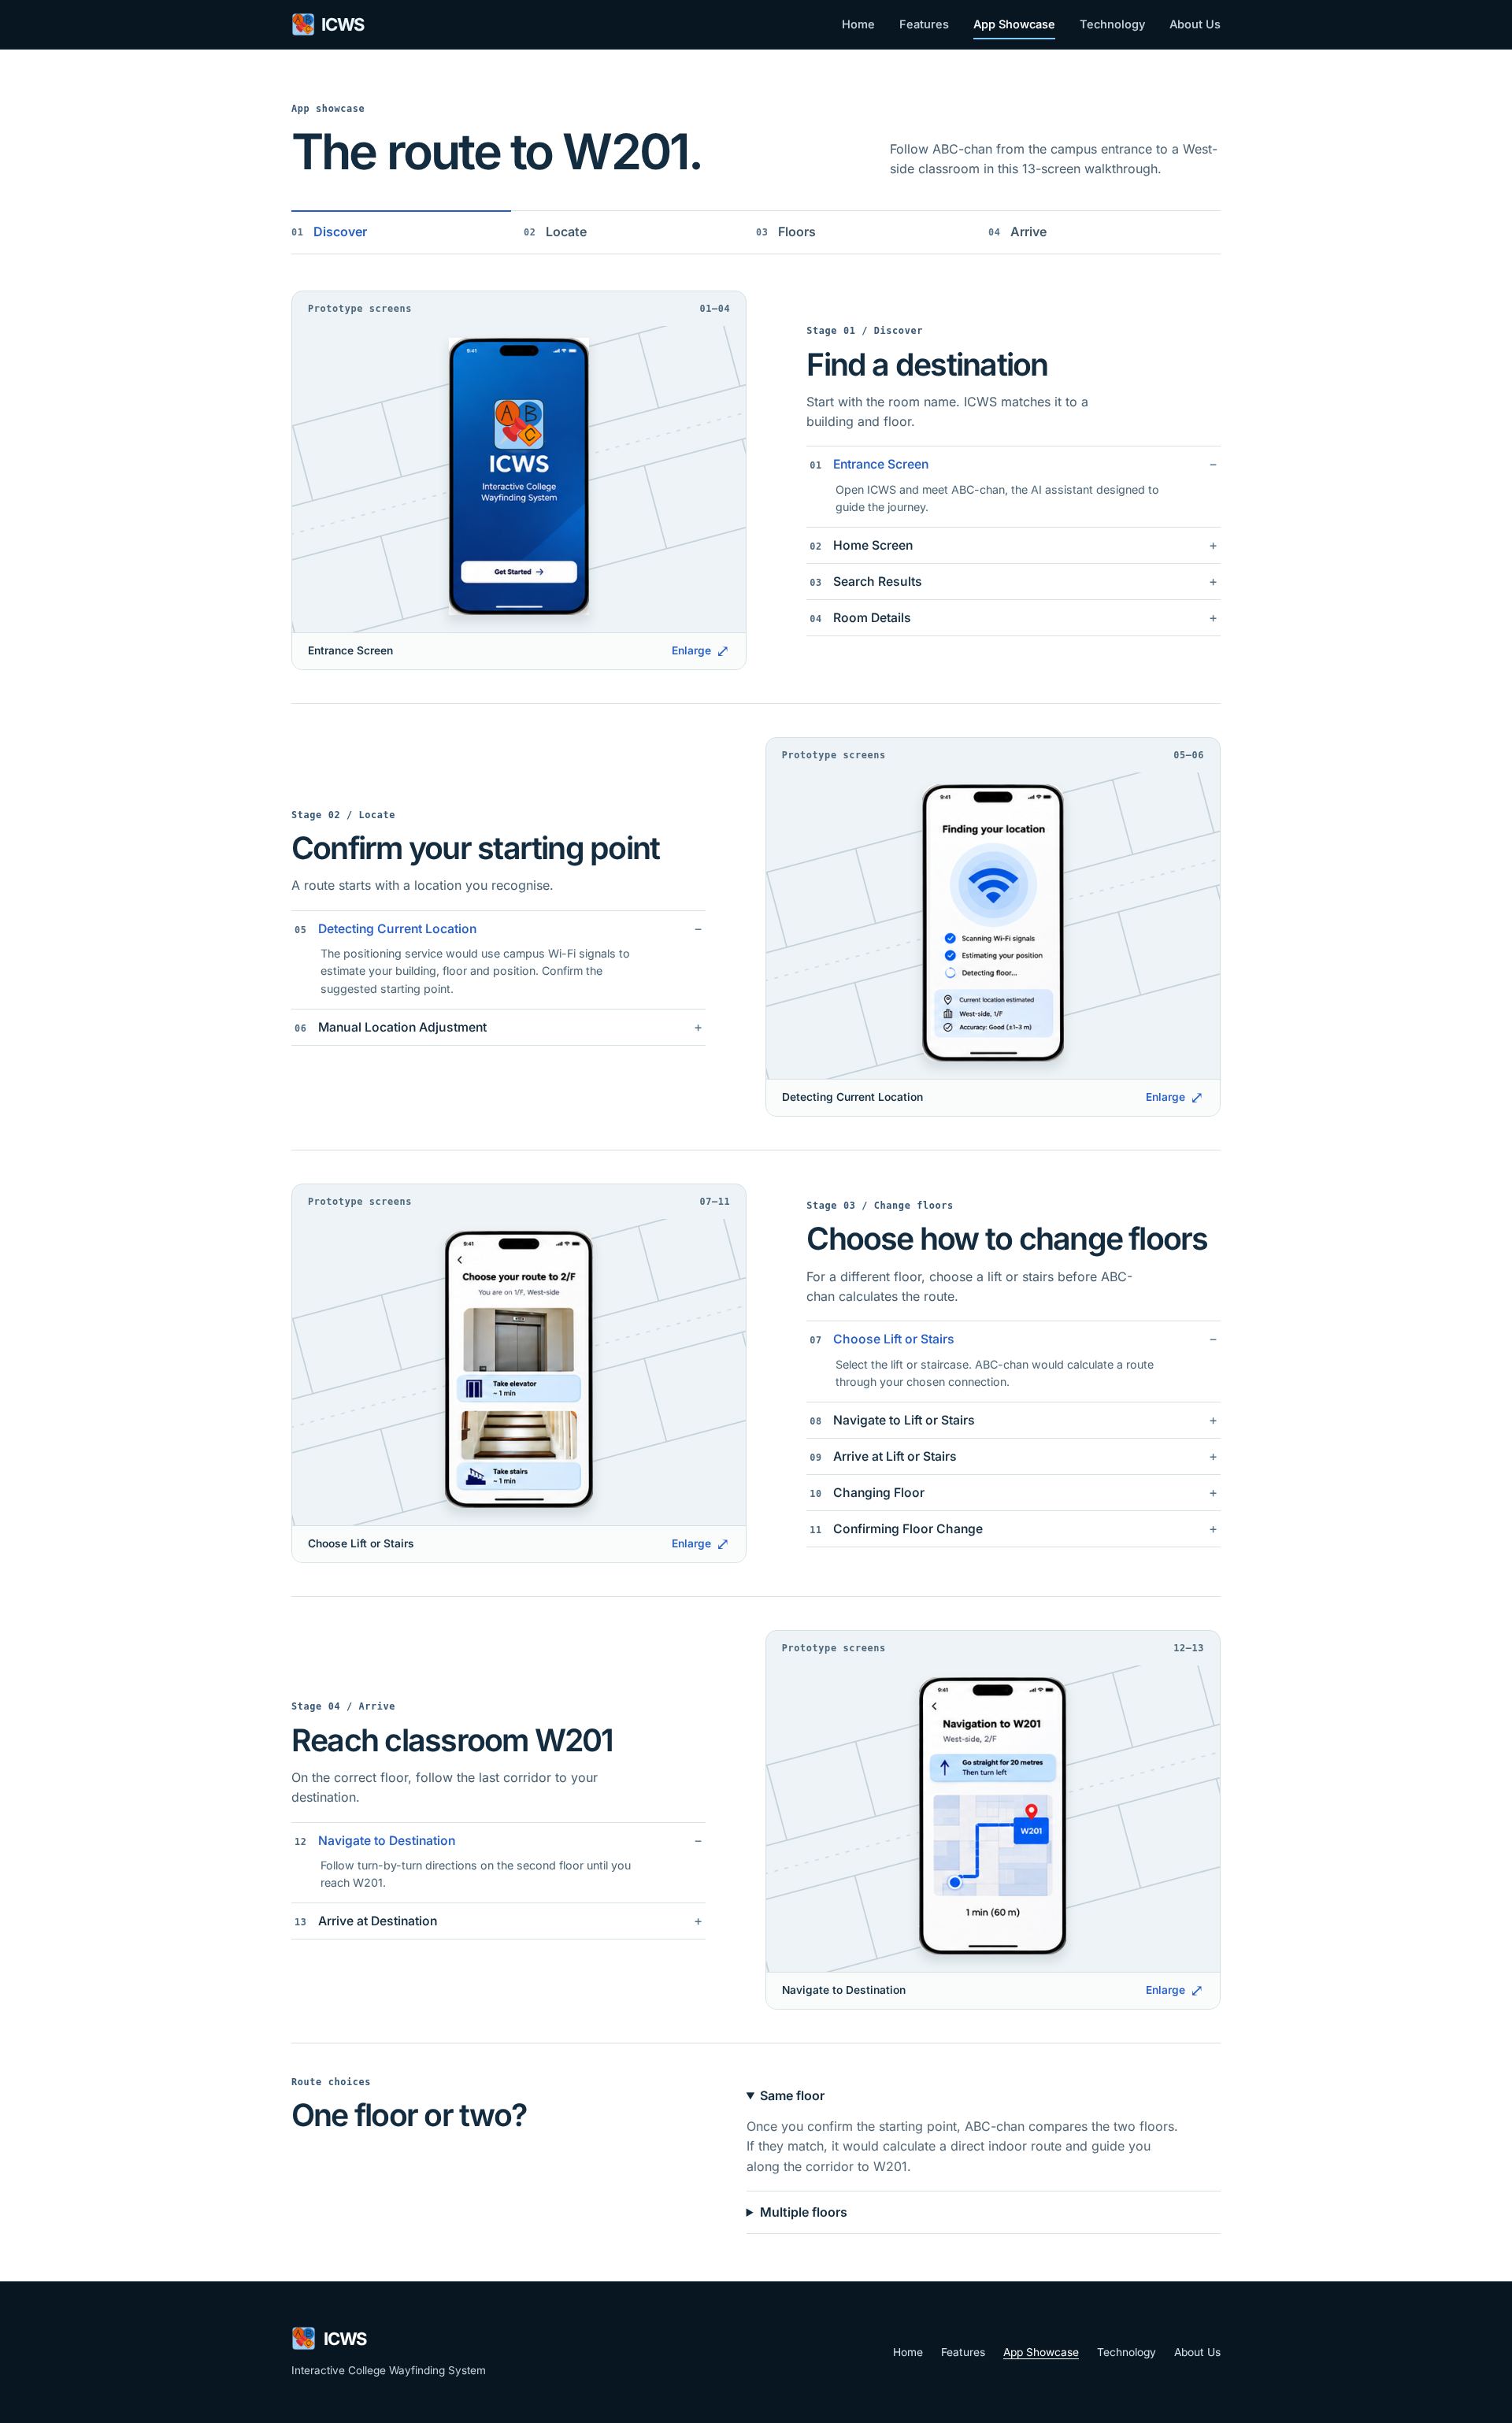 ICWS
Home Features App Showcase Technology About Us
App showcase
The route to W201.
Follow ABC-chan from the campus entrance to a West-
side classroom in this 13-screen walkthrough.
01 Discover
02 Locate
03 Floors
04 Arrive
Prototype screens 01—04
9:41
A B C
ICWS
Interactive College
Wayfinding System
Get Started →
Entrance Screen Enlarge
Stage 01 / Discover
Find a destination
Start with the room name. ICWS matches it to a
building and floor.
01 Entrance Screen −
Open ICWS and meet ABC-chan, the AI assistant designed to
guide the journey.
02 Home Screen +
03 Search Results +
04 Room Details +
Stage 02 / Locate
Confirm your starting point
A route starts with a location you recognise.
05 Detecting Current Location −
The positioning service would use campus Wi-Fi signals to
estimate your building, floor and position. Confirm the
suggested starting point.
06 Manual Location Adjustment +
Prototype screens 05—06
9:41
Finding your location
Scanning Wi-Fi signals
Estimating your position
Detecting floor...
Current location estimated
West-side, 1/F
Accuracy: Good (±1–3 m)
Detecting Current Location Enlarge
Prototype screens 07—11
9:41
Choose your route to 2/F
You are on 1/F, West-side
Take elevator
~ 1 min
Take stairs
~ 1 min
Choose Lift or Stairs Enlarge
Stage 03 / Change floors
Choose how to change floors
For a different floor, choose a lift or stairs before ABC-
chan calculates the route.
07 Choose Lift or Stairs −
Select the lift or staircase. ABC-chan would calculate a route
through your chosen connection.
08 Navigate to Lift or Stairs +
09 Arrive at Lift or Stairs +
10 Changing Floor +
11 Confirming Floor Change +
Stage 04 / Arrive
Reach classroom W201
On the correct floor, follow the last corridor to your
destination.
12 Navigate to Destination −
Follow turn-by-turn directions on the second floor until you
reach W201.
13 Arrive at Destination +
Prototype screens 12—13
9:41
Navigation to W201
West-side, 2/F
Go straight for 20 metres
Then turn left
W201
1 min (60 m)
Navigate to Destination Enlarge
Route choices
One floor or two?
Same floor
Once you confirm the starting point, ABC-chan compares the two floors.
If they match, it would calculate a direct indoor route and guide you
along the corridor to W201.
Multiple floors
ICWS
Interactive College Wayfinding System
Home Features App Showcase Technology About Us